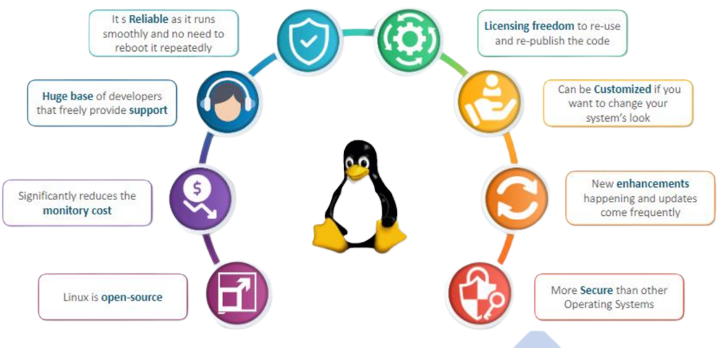 It s Reliable as it runs
smoothly and no need to
reboot it repeatedly
Huge base of developers
that freely provide support
Significantly reduces the
monitory cost
Linux is open-source
Licensing freedom to re-use
and re-publish the code
Can be Customized if you
want to change your
system's look
New enhancements
happening and updates
come frequently
More Secure than other
Operating Systems
$